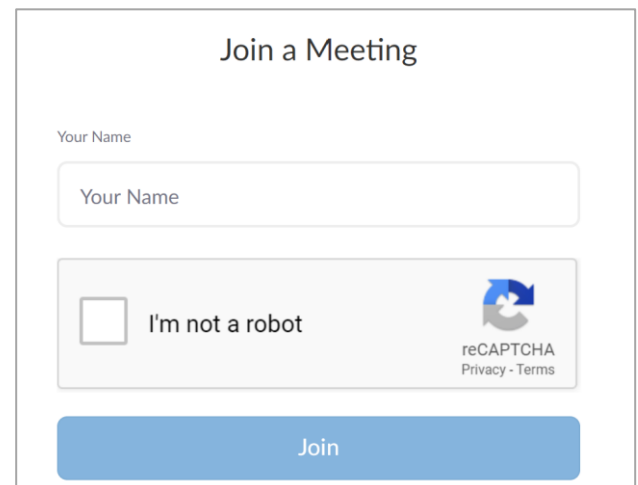 Join a Meeting
Your Name
Your Name
I'm not a robot
reCAPTCHA
Privacy - Terms
Join